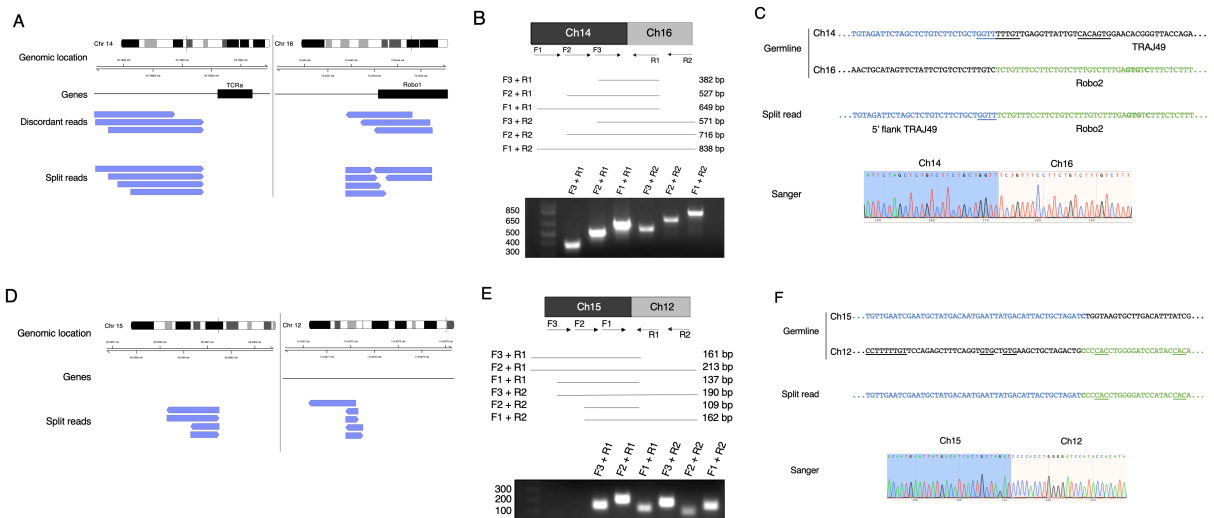 A
Chr 14
Chr 16
Genomic location
Genes
TCRa
Robo1
Discordant reads
Split reads
B
Ch14
Ch16
F1
F2
F3
R1
R2
F3 + R1
382 bp
F2 + R1
527 bp
F1 + R1
649 bp
F3 + R2
571 bp
F2 + R2
716 bp
F1 + R2
838 bp
F3 + R1
F2 + R1
F1 + R1
F3 + R2
F2 + R2
F1 + R2
850
650
500
400
300
C
Germline
Ch14
...TGTAGATTCTAGCTCTGTCTTCTGCTGGTTTTTGTTGAGGTTATTGTCACAGTGGAACACGGGTTACCAGA...
TRAJ49
Ch16
...AACTGCATAGTTCTATTCTGTCTCTTTGTCTCTGTTTCCTTCTGTCTTTGTCTTTGAGTGTCTTTCTCTTT...
Robo2
Split read
...TGTAGATTCTAGCTCTGTCTTCTGCTGGTTTCTGTTTCCTTCTGTCTTTGTCTTTGAGTGTCTTTCTCTTT...
5' flank TRAJ49
Robo2
Ch14
Ch16
Sanger
ATTCTAGCTCTGTCTTCTGCTGGTTTCTGTTTCCTTCTGTCTTTGTCTTT
D
Chr 15
Chr 12
Genomic location
Genes
Split reads
E
Ch15
Ch12
F3
F2
F1
R1
R2
F3 + R1
161 bp
F2 + R1
213 bp
F1 + R1
137 bp
F3 + R2
190 bp
F2 + R2
109 bp
F1 + R2
162 bp
F3 + R1
F2 + R1
F1 + R1
F3 + R2
F2 + R2
F1 + R2
300
200
100
F
Germline
Ch15
...TGTTGAATCGAATGCTATGACAATGAATTATGACATTACTGCTAGATCTGGTAAGTGCTTGACATTTATCG...
Ch12
...CCTTTTTGTTCCAGAGCTTTCAGGTGTGCTGTGAAGCTGCTAGACTGCCCCACCTGGGGATCCATACCACA...
Split read
...TGTTGAATCGAATGCTATGACAATGAATTATGACATTACTGCTAGATCCCCACCTGGGGATCCATACCACA...
Ch15
Ch12
Sanger
ACAATGAATTATGACATTACTGCTAGATCCCCACCTGGGGATCCATACCACATA